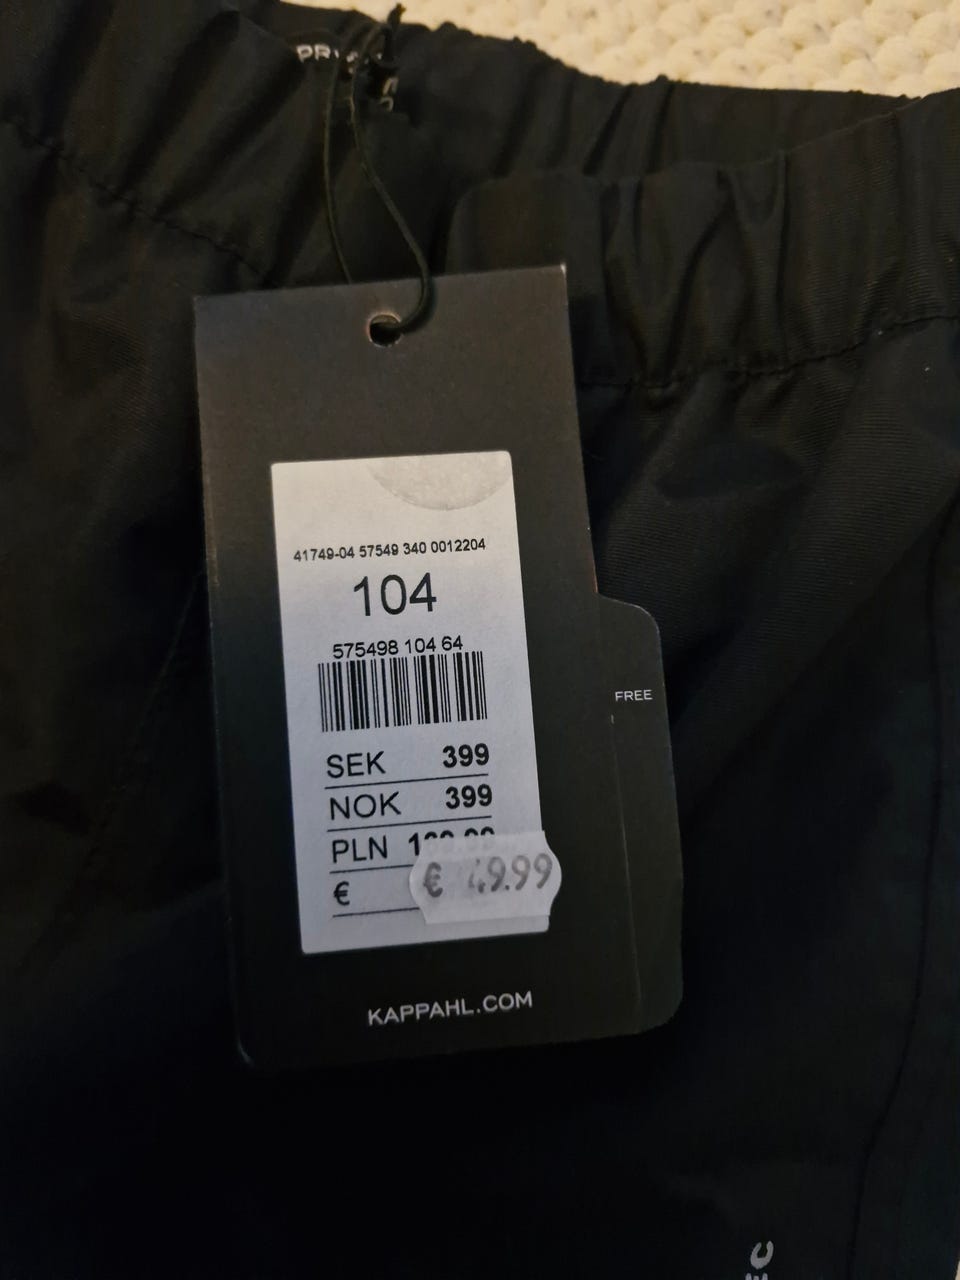 41749-04 57549 340 0012204
104
575498 104 64
SEK 399
NOK 399
PLN
€
€ 49.99
FREE
KAPPAHL.COM